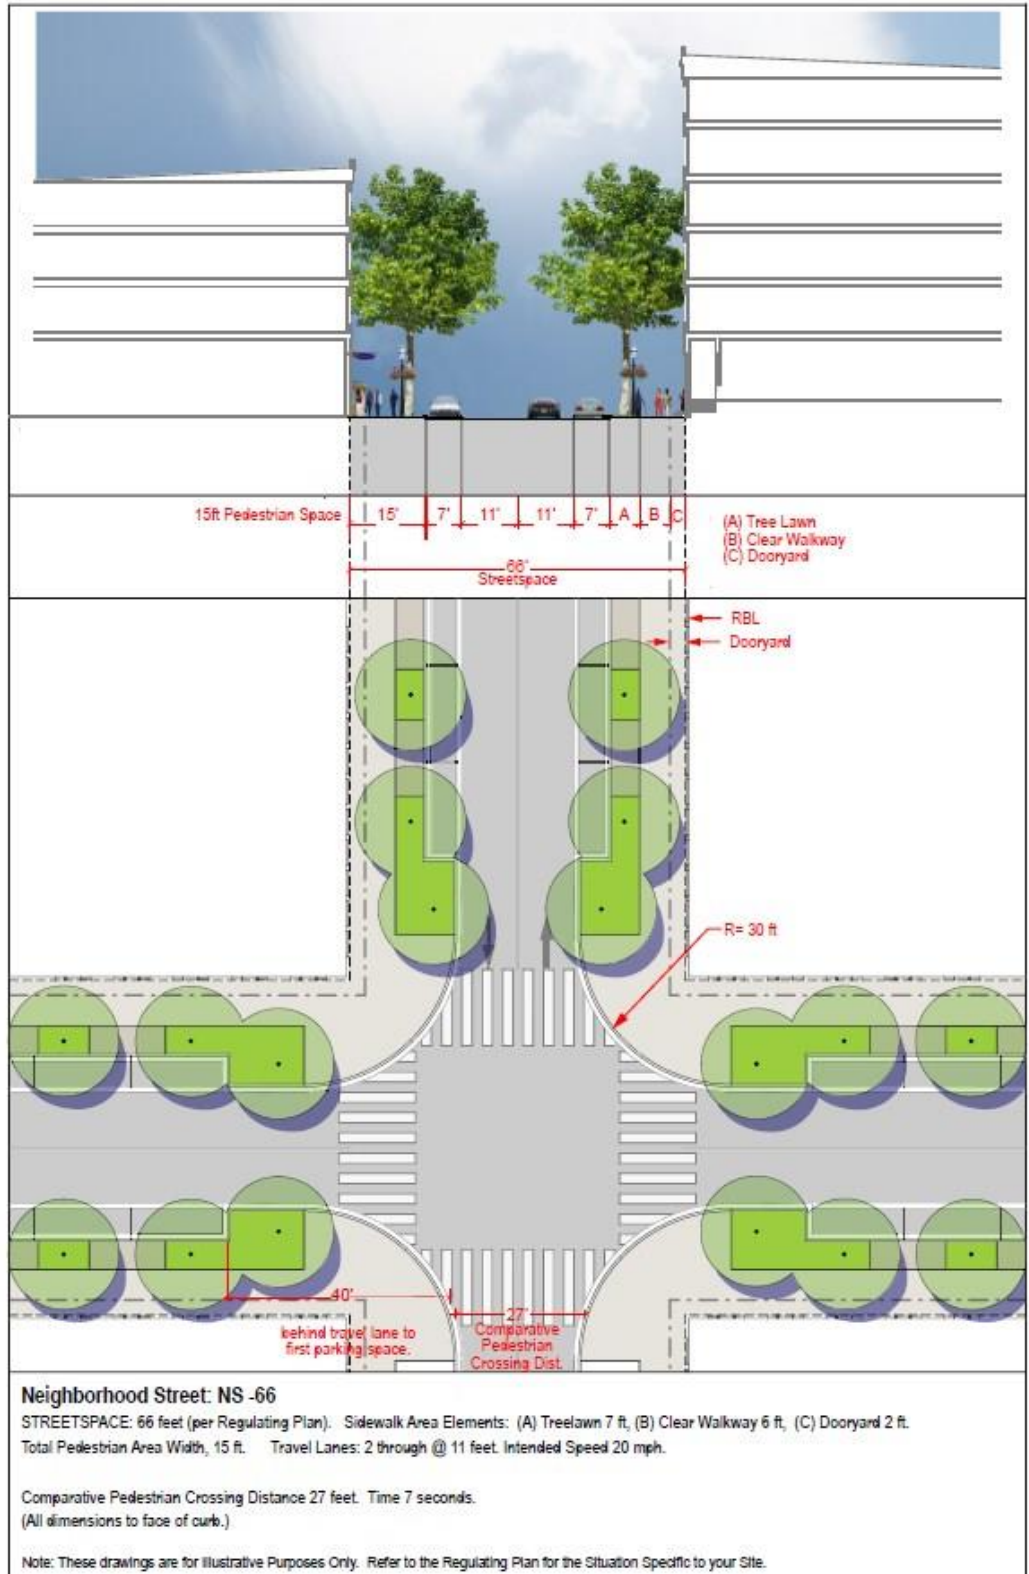 15ft Pedestrian Space
15' 7' 11' 11' 7' A B C
(A) Tree Lawn
(B) Clear Walkway
(C) Dooryard
66'
Streetspace
RBL
Dooryard
R= 30 ft
40'
behind travel lane to
first parking space.
27'
Comparative
Pedestrian
Crossing Dist.
Neighborhood Street: NS -66
STREETSPACE: 66 feet (per Regulating Plan). Sidewalk Area Elements: (A) Treelawn 7 ft, (B) Clear Walkway 6 ft, (C) Dooryard 2 ft.
Total Pedestrian Area Width, 15 ft. Travel Lanes: 2 through @ 11 feet. Intended Speed 20 mph.
Comparative Pedestrian Crossing Distance 27 feet. Time 7 seconds.
(All dimensions to face of curb.)
Note: These drawings are for Illustrative Purposes Only. Refer to the Regulating Plan for the Situation Specific to your Site.